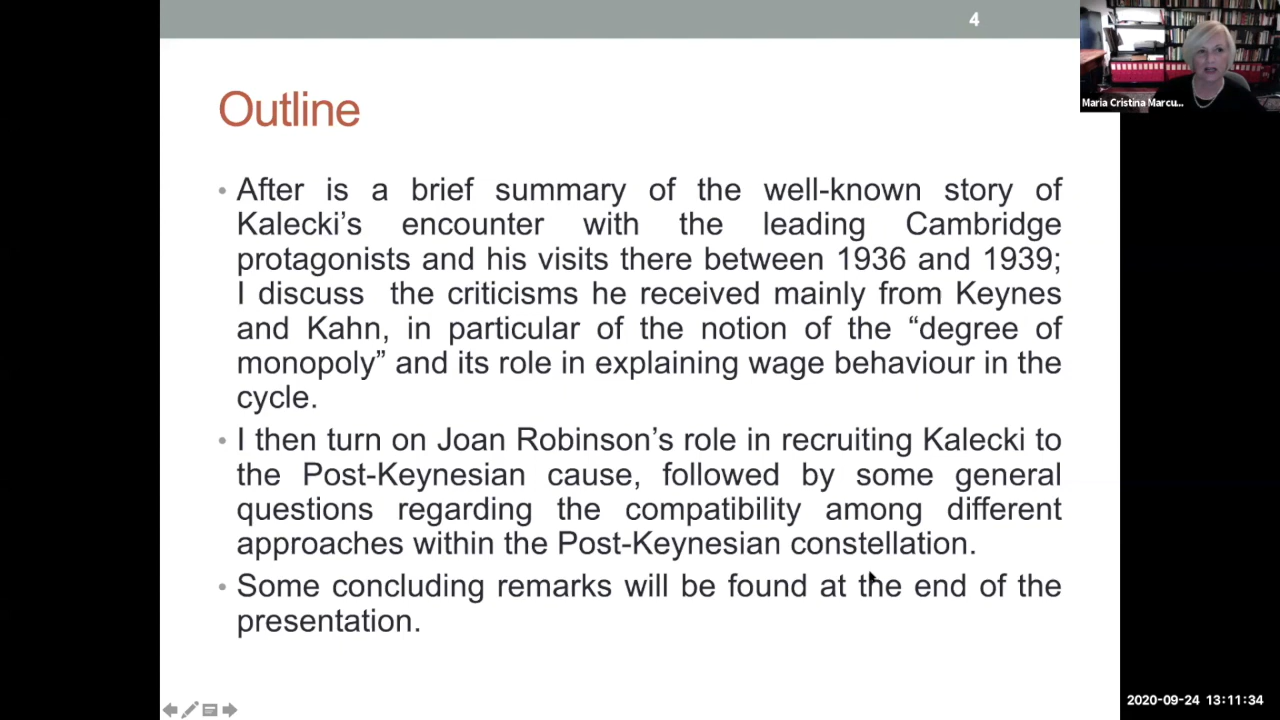 4
Maria Cristina Marcu...
Outline
• After is a brief summary of the well-known story of
Kalecki’s encounter with the leading Cambridge
protagonists and his visits there between 1936 and 1939;
I discuss the criticisms he received mainly from Keynes
and Kahn, in particular of the notion of the “degree of
monopoly” and its role in explaining wage behaviour in the
cycle.
• I then turn on Joan Robinson’s role in recruiting Kalecki to
the Post-Keynesian cause, followed by some general
questions regarding the compatibility among different
approaches within the Post-Keynesian constellation.
• Some concluding remarks will be found at the end of the
presentation.
2020-09-24 13:11:34